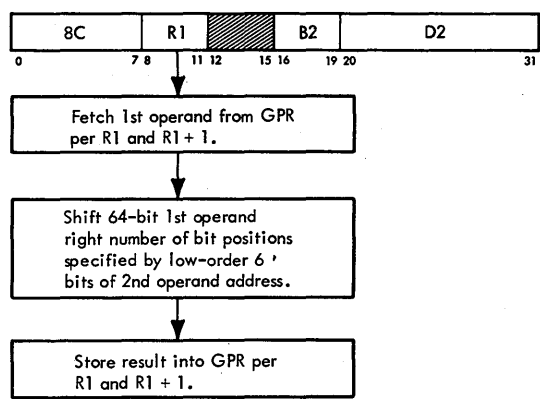 8C R1 B2 D2
0 7 8 11 12 15 16 19 20 31
Fetch 1st operand from GPR
per R1 and R1 + 1.
Shift 64-bit 1st operand
right number of bit positions
specified by low-order 6 '
bits of 2nd operand address.
Store result into GPR per
R1 and R1 + 1.